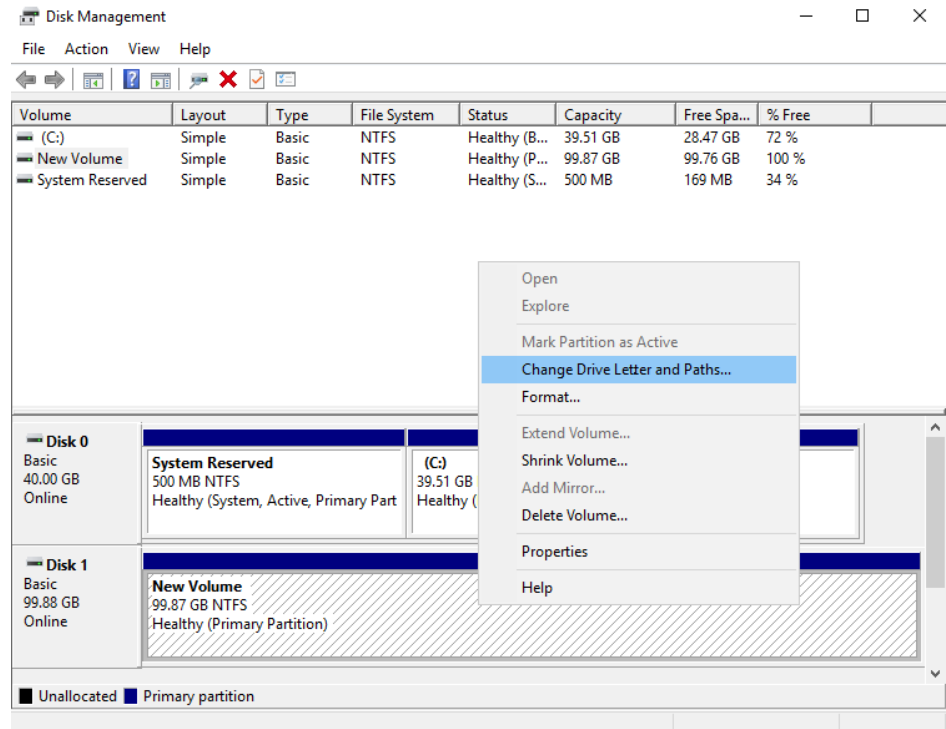 Disk Management
File Action View Help
Volume Layout Type File System Status Capacity Free Spa... % Free
(C:) Simple Basic NTFS Healthy (B... 39.51 GB 28.47 GB 72 %
New Volume Simple Basic NTFS Healthy (P... 99.87 GB 99.76 GB 100 %
System Reserved Simple Basic NTFS Healthy (S... 500 MB 169 MB 34 %
Open
Explore
Mark Partition as Active
Change Drive Letter and Paths...
Format...
Extend Volume...
Shrink Volume...
Add Mirror...
Delete Volume...
Properties
Help
Disk 0
Basic
40.00 GB
Online
System Reserved
500 MB NTFS
Healthy (System, Active, Primary Part
(C:)
39.51 GB
Healthy (
Disk 1
Basic
99.88 GB
Online
New Volume
99.87 GB NTFS
Healthy (Primary Partition)
Unallocated Primary partition